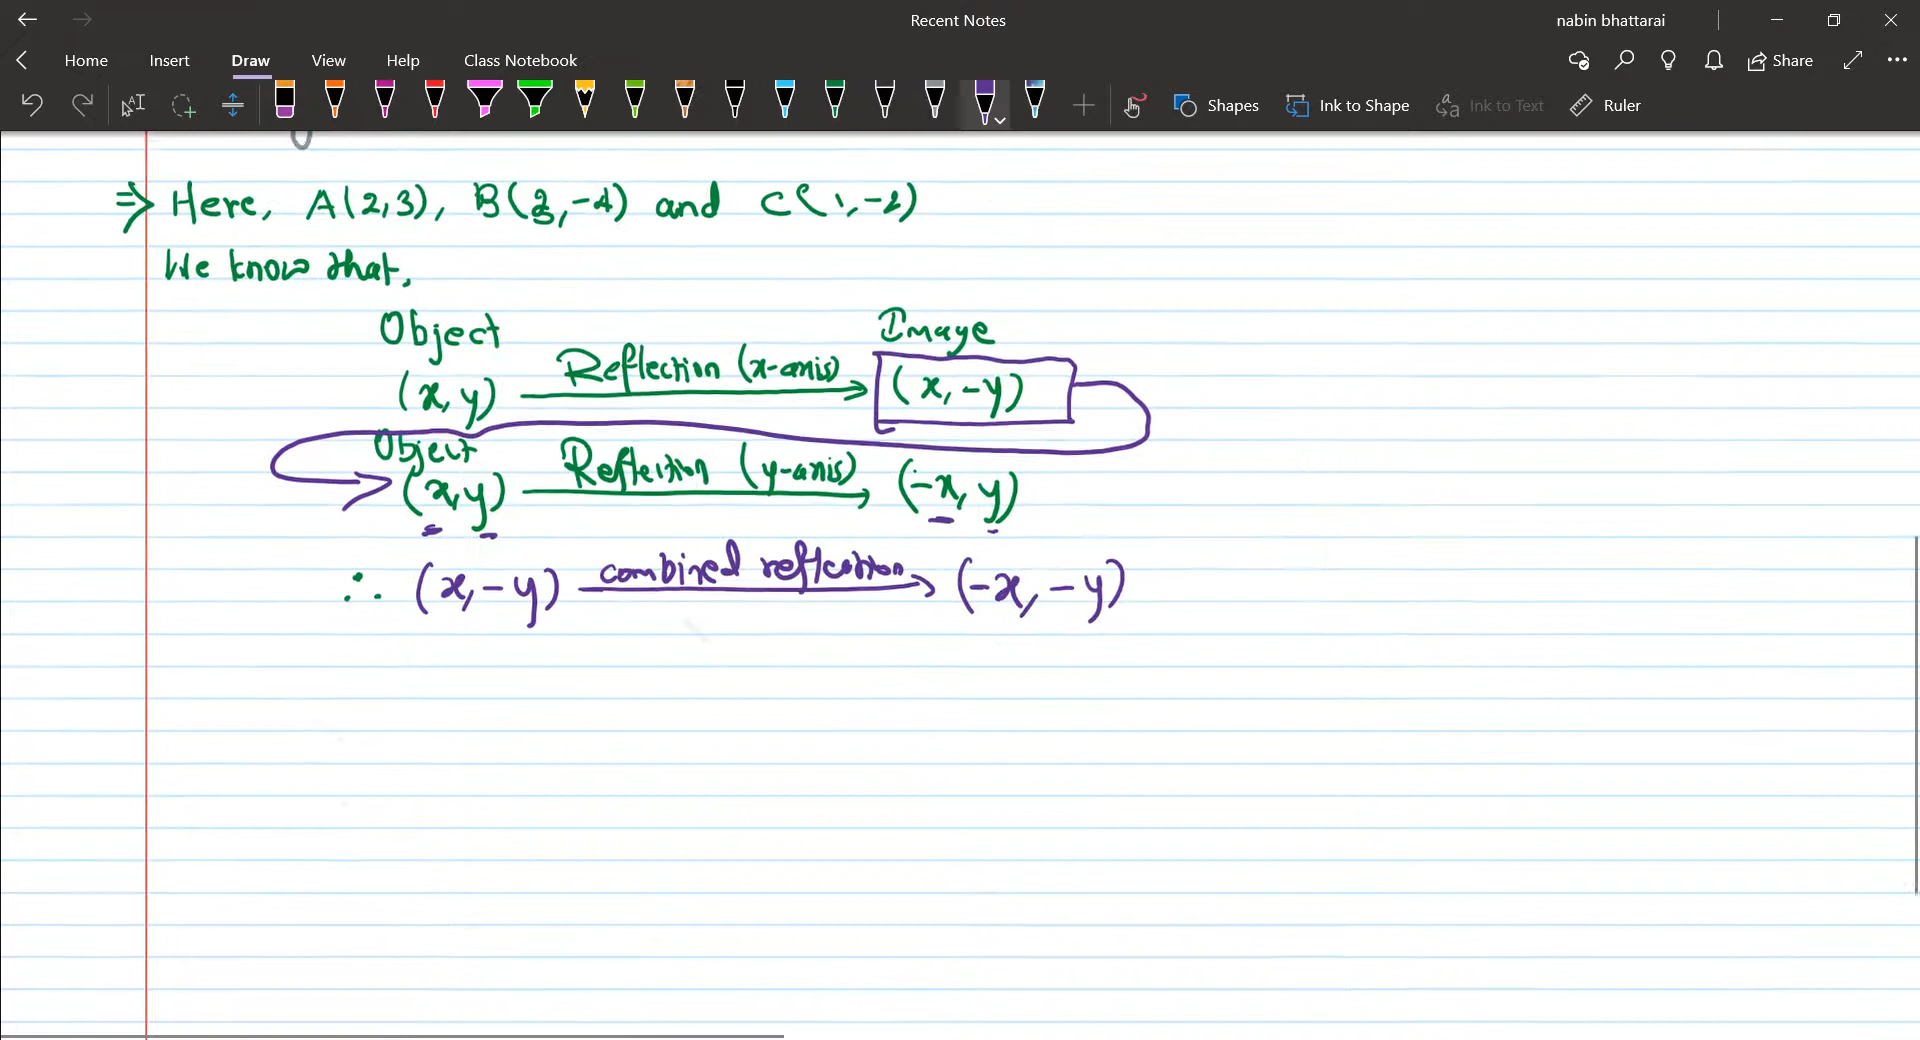 Recent Notes
nabin bhattarai
Home Insert Draw View Help Class Notebook
Share
Shapes Ink to Shape Ink to Text Ruler
⇒ Here, A(2,3), B(3,-4) and C(1,-2)
We know that,
Object Image
(x,y) Reflection (x-axis) (x,-y)
Object
(x,y) Reflection (y-axis) (-x, y)
∴ (x,-y) combined reflection (-x, -y)